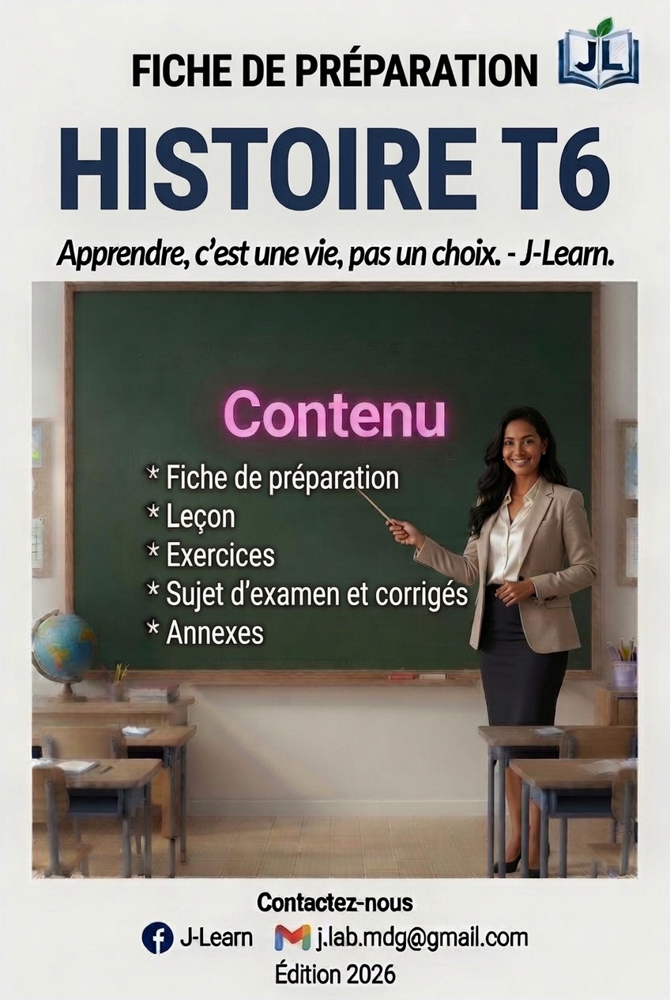 FICHE DE PRÉPARATION
JL
HISTOIRE T6
Apprendre, c’est une vie, pas un choix. - J-Learn.
Contenu
* Fiche de préparation
* Leçon
* Exercices
* Sujet d’examen et corrigés
* Annexes
Contactez-nous
J-Learn j.lab.mdg@gmail.com
Édition 2026